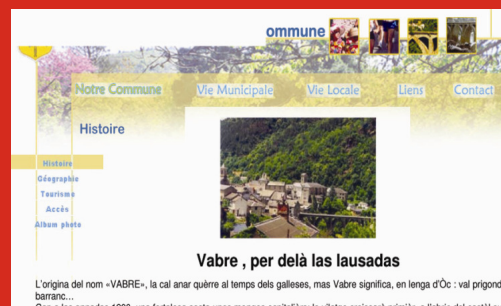 ommune
Notre Commune Vie Municipale Vie Locale Liens Contact
Histoire
Histoire
Géographie
Tourisme
Accès
Album photo
Vabre , per delà las lausadas
L'origina del nom «VABRE», la cal anar quèrre al temps dels galleses, mas Vabre significa, en lenga d'Òc : val prigond
barranc...